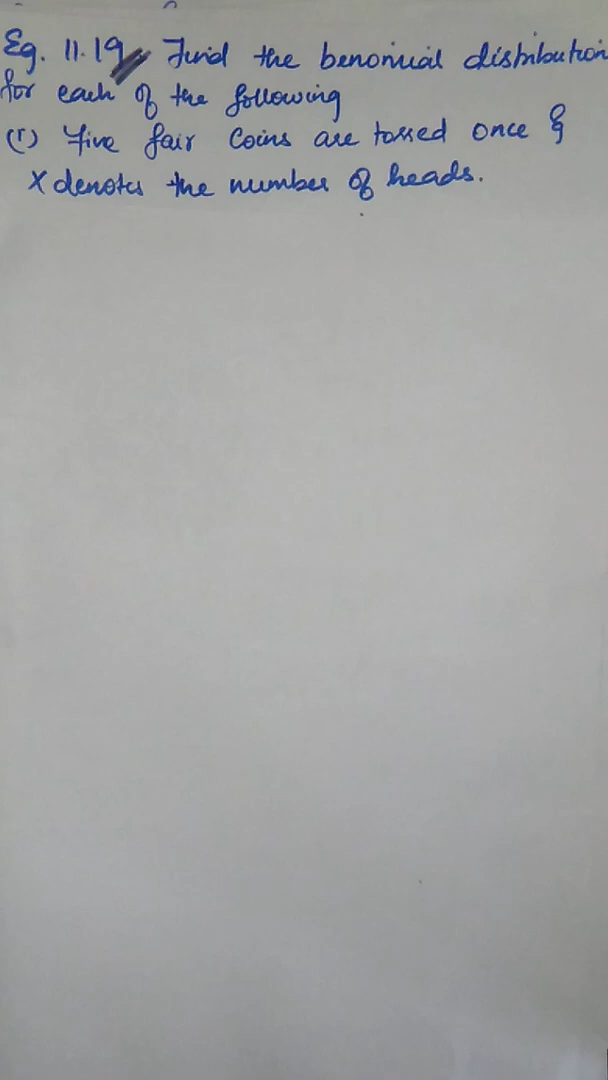 Eg. 11.19 Find the benomial distribution
for each of the following
(i) Five fair Coins are tossed once &
X denotes the number of heads.